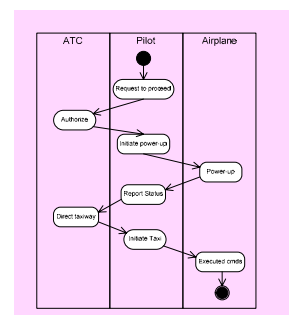 ATC Pilot Airplane
Request to proceed
Authorize
Initiate power-up
Power-up
Report Status
Direct taxiway
Initiate Taxi
Executed cmds